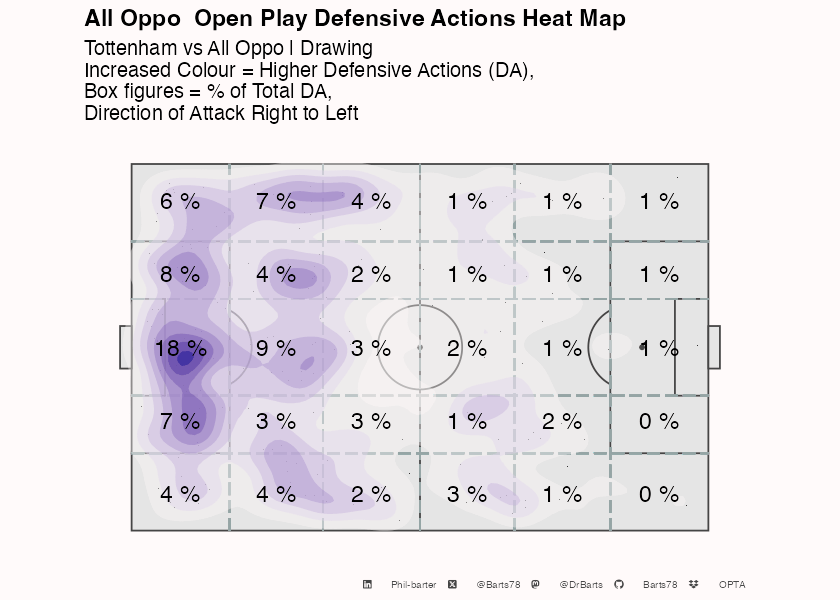 All Oppo  Open Play Defensive Actions Heat Map
Tottenham vs All Oppo | Drawing
Increased Colour = Higher Defensive Actions (DA),
Box figures = % of Total DA,
Direction of Attack Right to Left
6 % 7 % 4 % 1 % 1 % 1 %
8 % 4 % 2 % 1 % 1 % 1 %
18 % 9 % 3 % 2 % 1 % 1 %
7 % 3 % 3 % 1 % 2 % 0 %
4 % 4 % 2 % 3 % 1 % 0 %
Phil-barter @Barts78 @DrBarts Barts78 OPTA